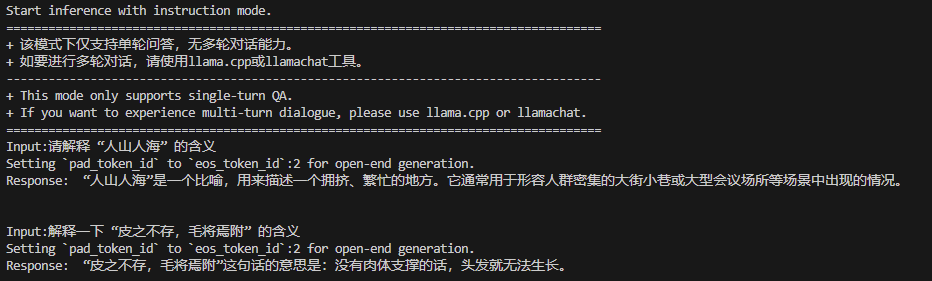 Start inference with instruction mode.
=====================================================================================
+ 该模式下仅支持单轮问答，无多轮对话能力。
+ 如要进行多轮对话，请使用llama.cpp或llamachat工具。
-------------------------------------------------------------------------------------
+ This mode only supports single-turn QA.
+ If you want to experience multi-turn dialogue, please use llama.cpp or llamachat.
=====================================================================================
Input:请解释 “人山人海” 的含义
Setting `pad_token_id` to `eos_token_id`:2 for open-end generation.
Response:  “人山人海”是一个比喻，用来描述一个拥挤、繁忙的地方。它通常用于形容人群密集的大街小巷或大型会议场所等场景中出现的情况。
Input:解释一下 “皮之不存，毛将焉附” 的含义
Setting `pad_token_id` to `eos_token_id`:2 for open-end generation.
Response:  “皮之不存，毛将焉附”这句话的意思是：没有肉体支撑的话，头发就无法生长。